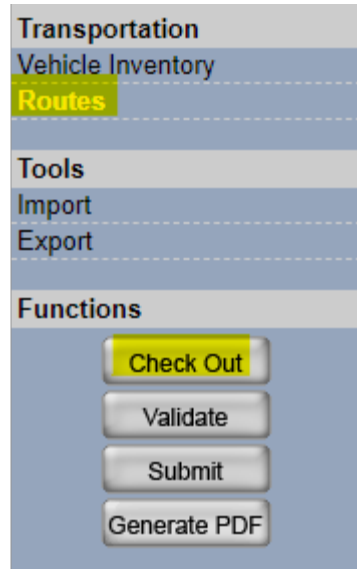 Transportation
Vehicle Inventory
Routes
Tools
Import
Export
Functions
Check Out
Validate
Submit
Generate PDF